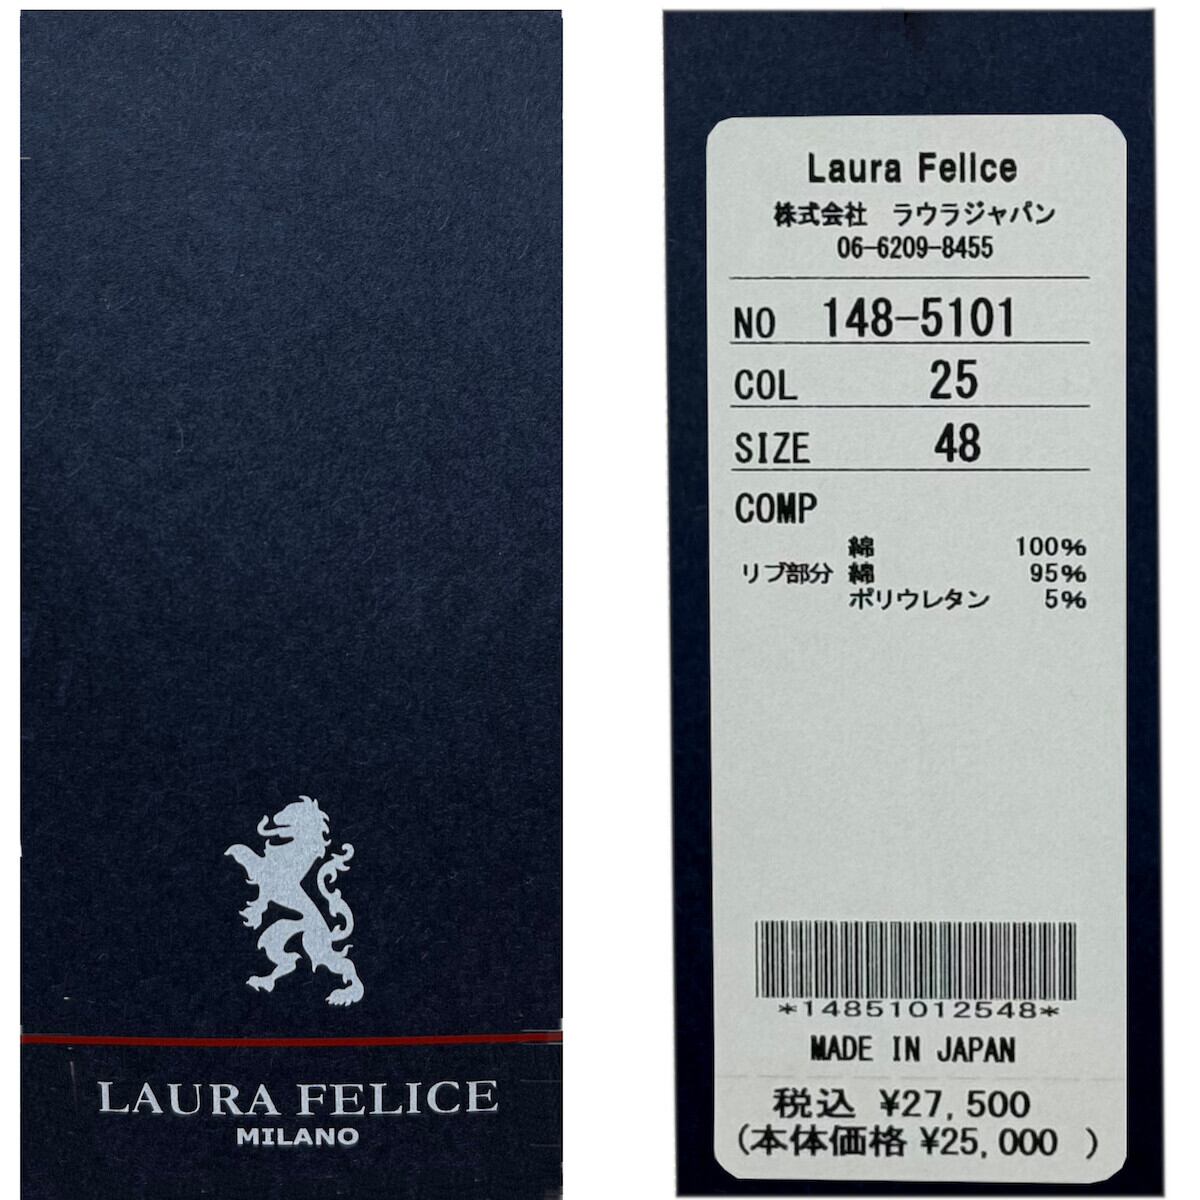 LAURA FELICE
MILANO
Laura Felice
株式会社　ラウラジャパン
06-6209-8455
NO 148-5101
COL 25
SIZE 48
COMP
綿 100%
リブ部分 綿 95%
ポリウレタン 5%
*14851012548*
MADE IN JAPAN
税込 ¥27,500
(本体価格 ¥25,000 )